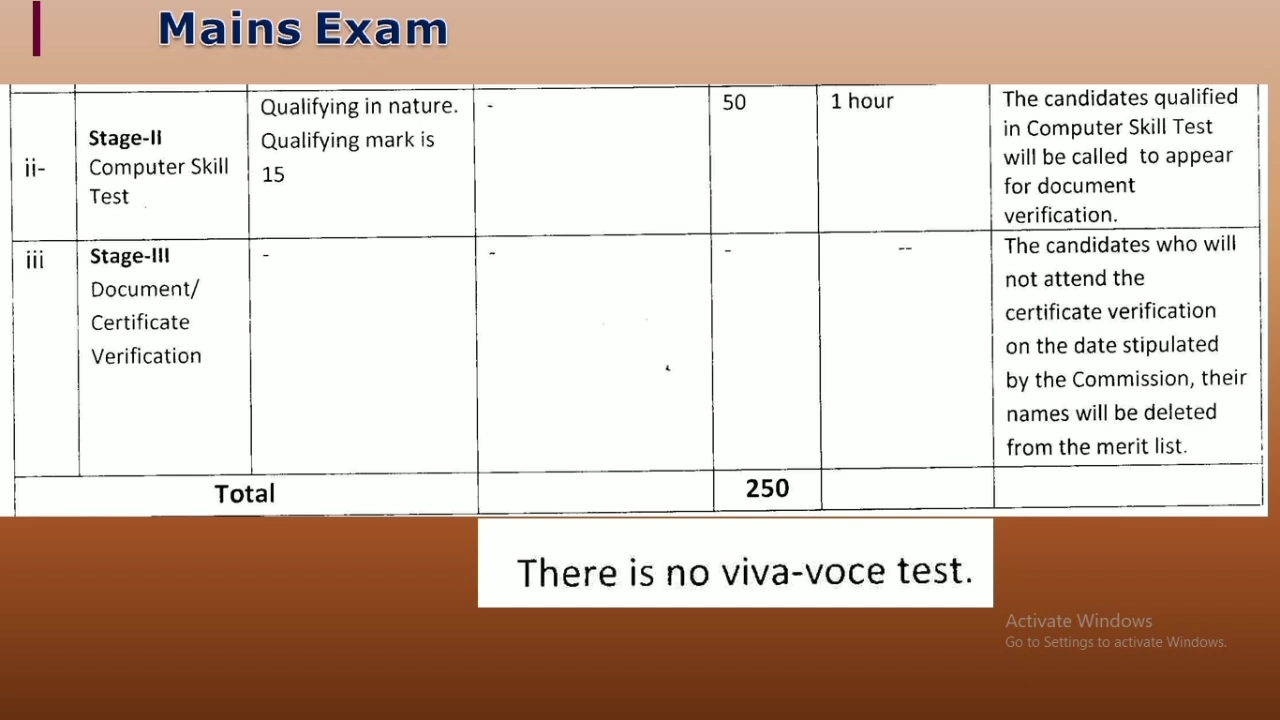 Mains Exam
ii-
Stage-II
Computer Skill
Test
Qualifying in nature.
Qualifying mark is
15
-
50
1 hour
The candidates qualified
in Computer Skill Test
will be called to appear
for document
verification.
iii
Stage-III
Document/
Certificate
Verification
-
-
-
--
The candidates who will
not attend the
certificate verification
on the date stipulated
by the Commission, their
names will be deleted
from the merit list.
Total
250
There is no viva-voce test.
Activate Windows
Go to Settings to activate Windows.